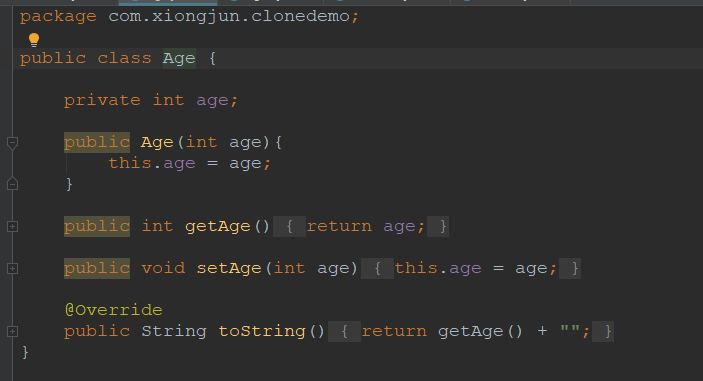 package com.xiongjun.clonedemo;
public class Age {
private int age;
public Age(int age){
this.age = age;
}
public int getAge() { return age; }
public void setAge(int age) { this.age = age; }
@Override
public String toString() { return getAge() + ""; }
}